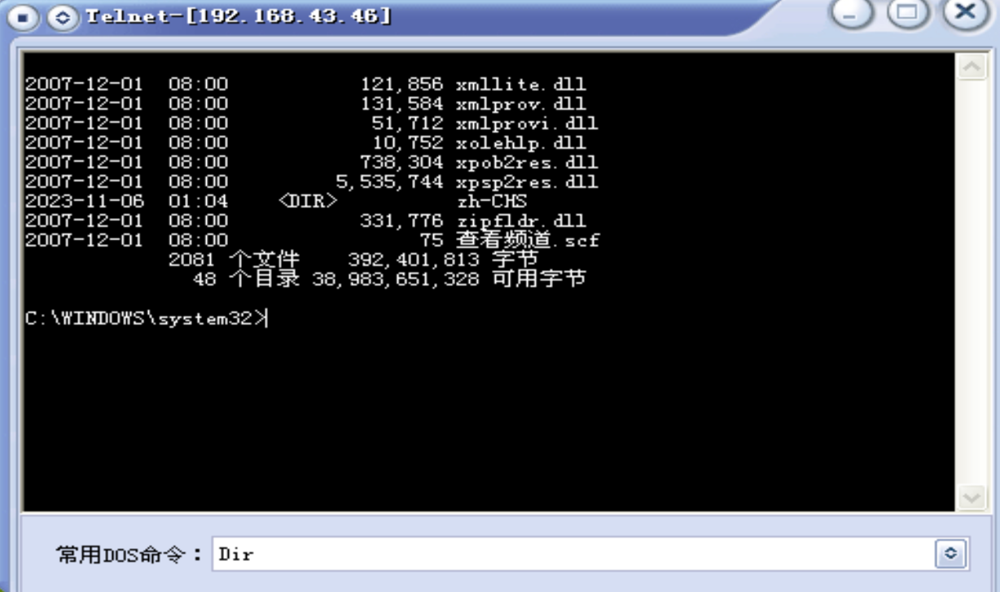 Telnet-[192.168.43.46]
2007-12-01  08:00           121,856 xmllite.dll
2007-12-01  08:00           131,584 xmlprov.dll
2007-12-01  08:00            51,712 xmlprovi.dll
2007-12-01  08:00            10,752 xolehlp.dll
2007-12-01  08:00           738,304 xpob2res.dll
2007-12-01  08:00         5,535,744 xpsp2res.dll
2023-11-06  01:04    <DIR>          zh-CHS
2007-12-01  08:00           331,776 zipfldr.dll
2007-12-01  08:00                75 查看频道.scf
2081 个文件    392,401,813 字节
48 个目录 38,983,651,328 可用字节
C:\WINDOWS\system32>
常用DOS命令： Dir